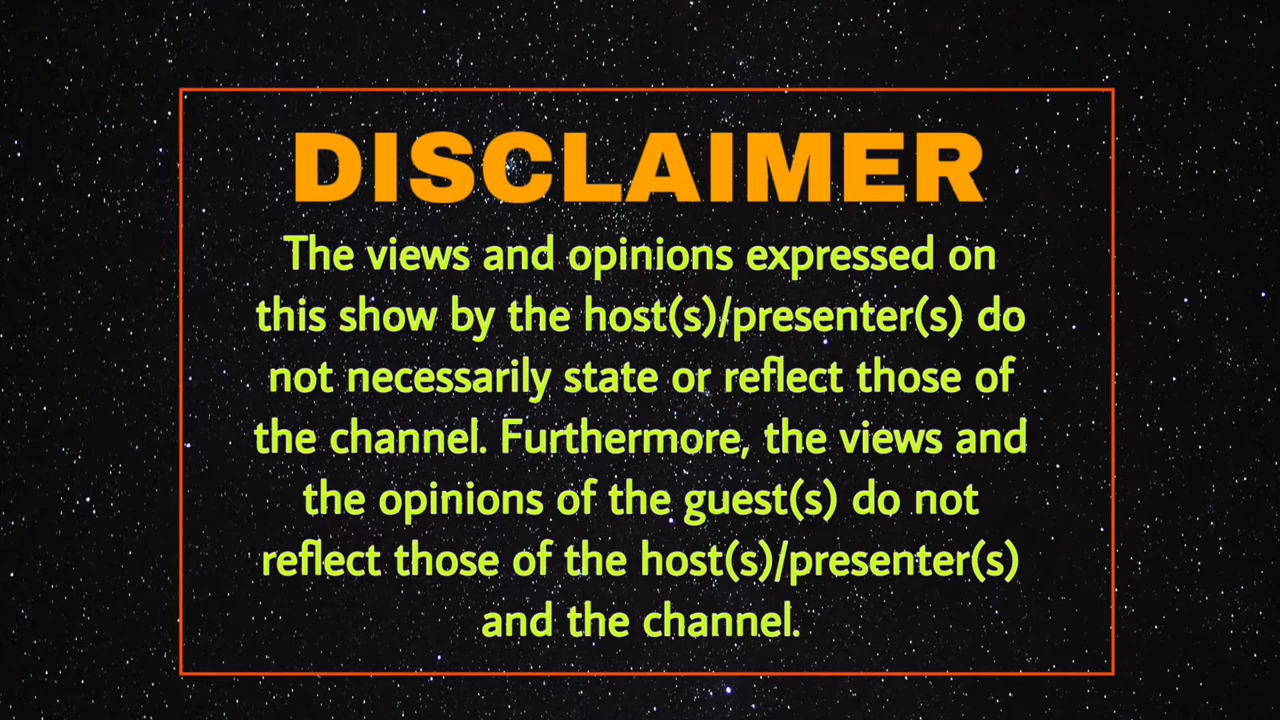 DISCLAIMER
The views and opinions expressed on
this show by the host(s)/presenter(s) do
not necessarily state or reflect those of
the channel. Furthermore, the views and
the opinions of the guest(s) do not
reflect those of the host(s)/presenter(s)
and the channel.